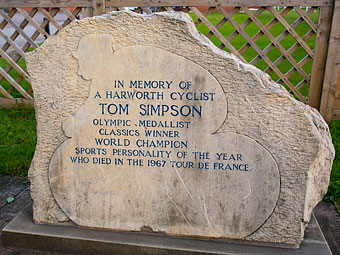 IN MEMORY OF
A HARWORTH CYCLIST
TOM SIMPSON
OLYMPIC MEDALLIST
CLASSICS WINNER
WORLD CHAMPION
SPORTS PERSONALITY OF THE YEAR
WHO DIED IN THE 1967 TOUR DE FRANCE.